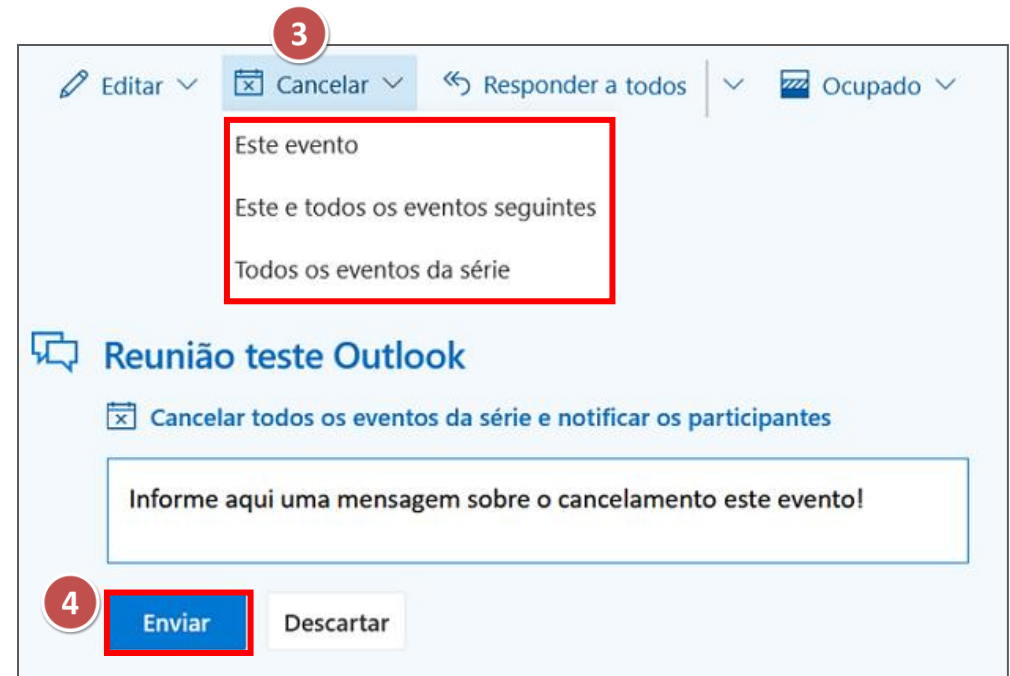 3
Editar Cancelar Responder a todos Ocupado
Este evento
Este e todos os eventos seguintes
Todos os eventos da série
Reunião teste Outlook
Cancelar todos os eventos da série e notificar os participantes
Informe aqui uma mensagem sobre o cancelamento este evento!
4
Enviar Descartar